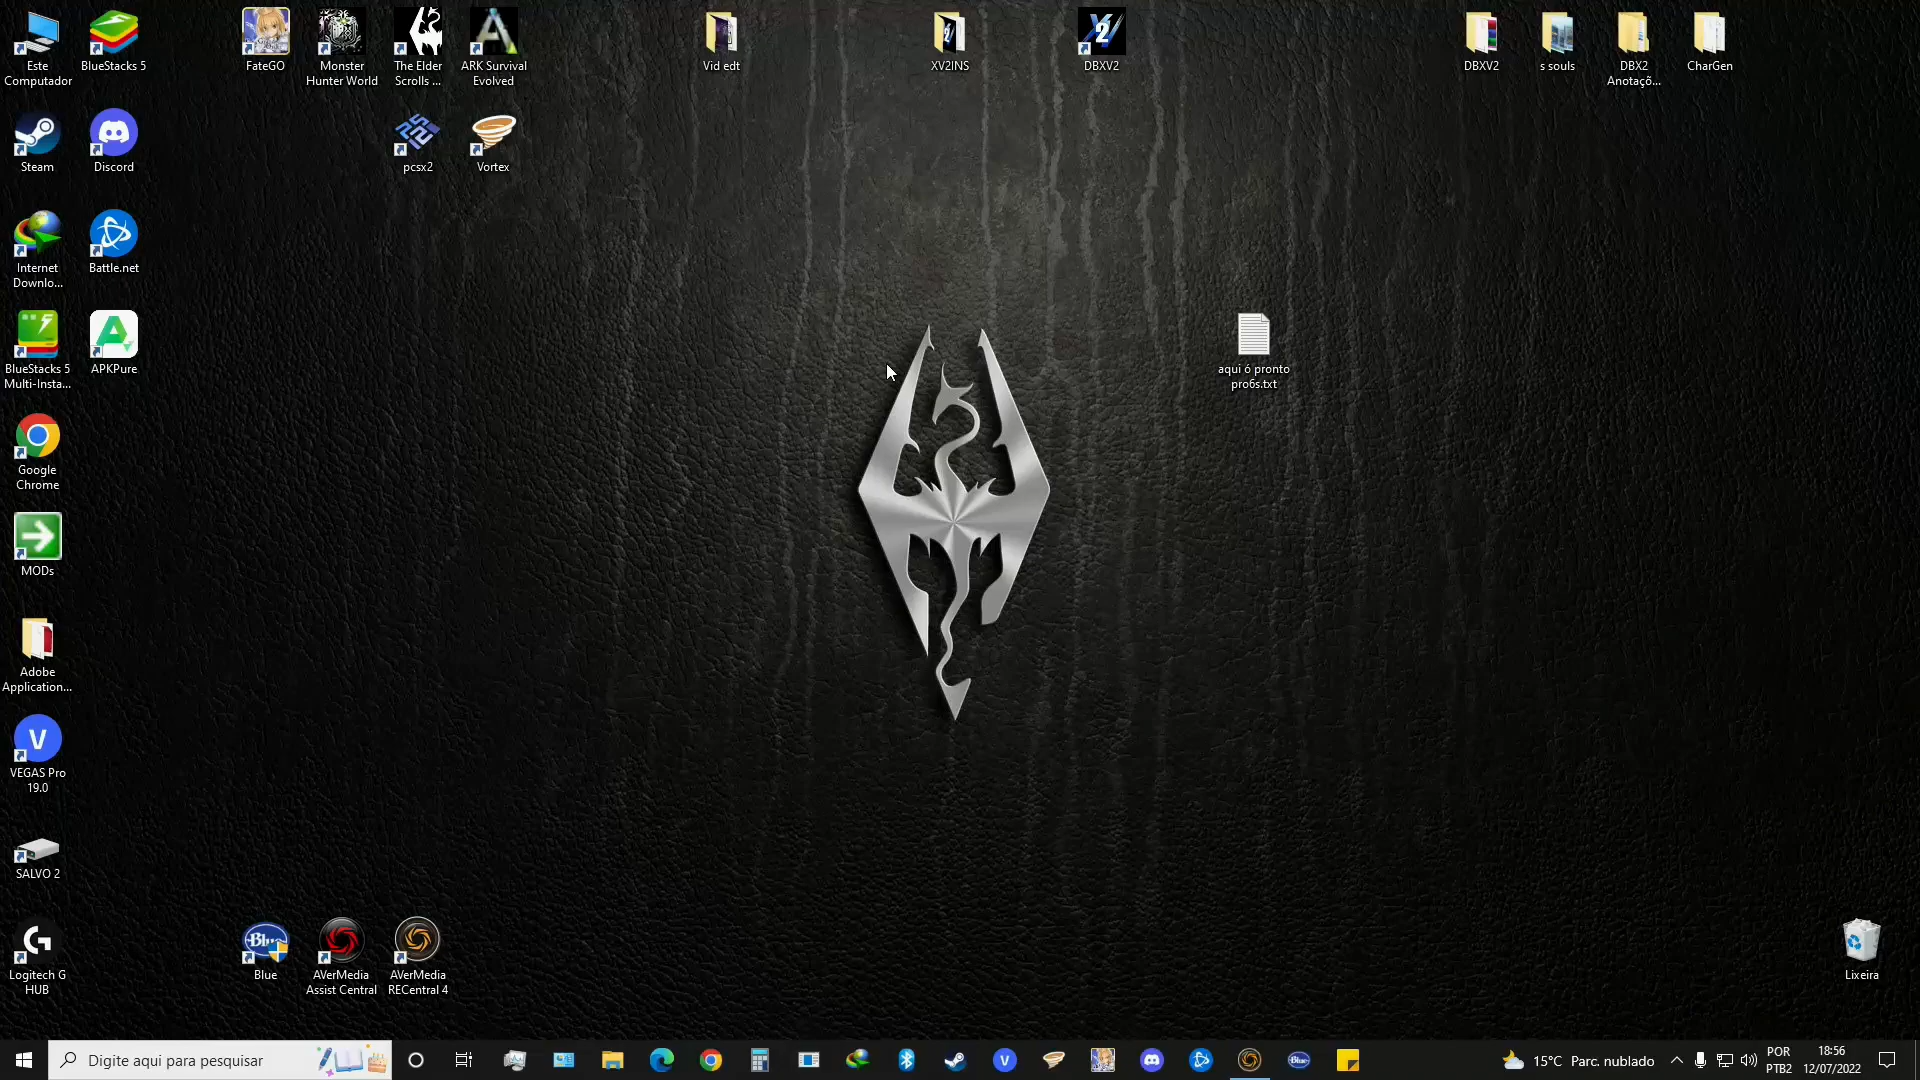 Este
Computador
BlueStacks 5
FateGO
Monster
Hunter World
The Elder
Scrolls ...
ARK Survival
Evolved
Vid edt
XV2INS
DBXV2
DBXV2
s souls
DBX2
Anotaçõ...
CharGen
Steam
Discord
pcsx2
Vortex
Internet
Downlo...
Battle.net
BlueStacks 5
Multi-Insta...
APKPure
aqui ó pronto
pro6s.txt
Google
Chrome
MODs
Adobe
Application...
V
VEGAS Pro
19.0
SALVO 2
Logitech G
HUB
Blue
Blue
AVerMedia
Assist Central
AVerMedia
RECentral 4
Lixeira
Digite aqui para pesquisar
15°C Parc. nublado
POR
PTB2
18:56
12/07/2022